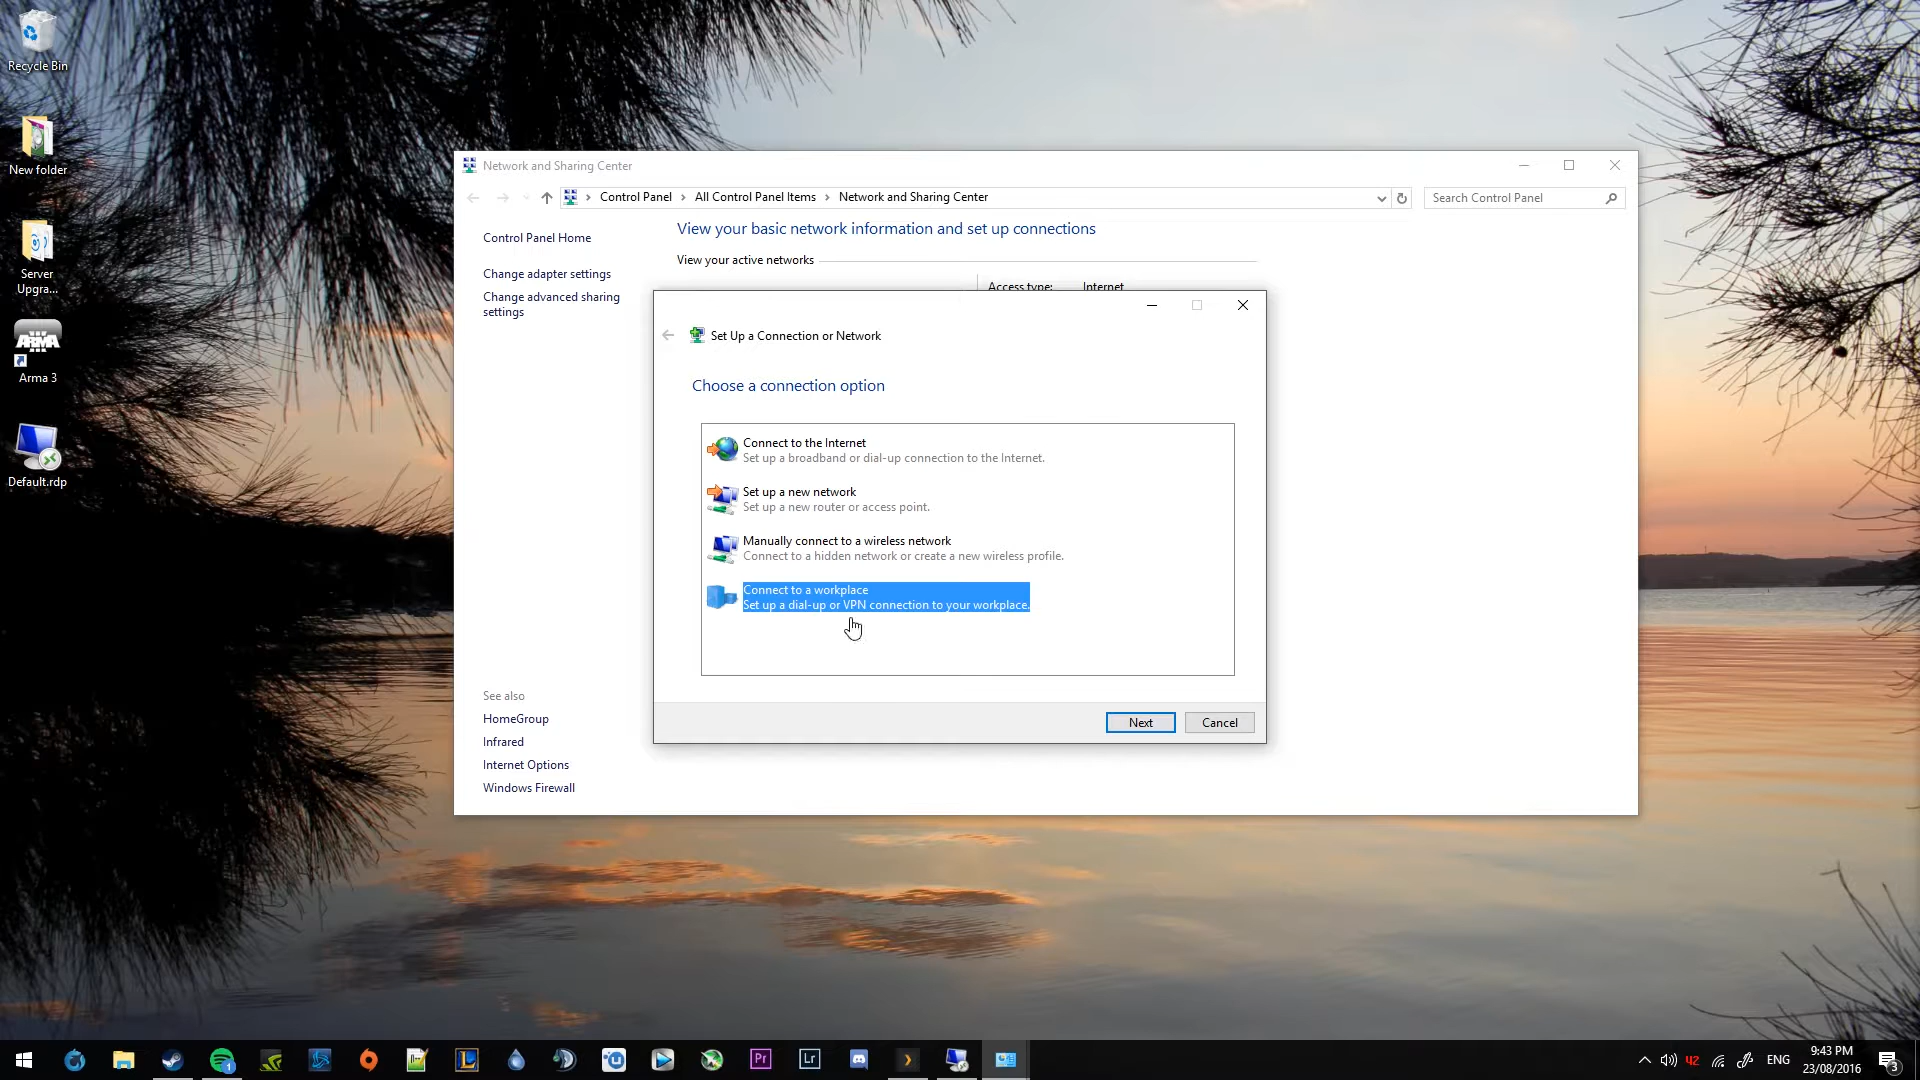 Recycle Bin
New folder
Server
Upgra...
ARMA
Arma 3
Default.rdp
Network and Sharing Center
Control Panel > All Control Panel Items > Network and Sharing Center
Search Control Panel
Control Panel Home
Change adapter settings
Change advanced sharing
settings
View your basic network information and set up connections
View your active networks
Access type: Internet
Set Up a Connection or Network
Choose a connection option
Connect to the Internet
Set up a broadband or dial-up connection to the Internet.
Set up a new network
Set up a new router or access point.
Manually connect to a wireless network
Connect to a hidden network or create a new wireless profile.
Connect to a workplace
Set up a dial-up or VPN connection to your workplace.
Next
Cancel
See also
HomeGroup
Infrared
Internet Options
Windows Firewall
1
L
Pr
Lr
42
ENG
9:43 PM
23/08/2016
3